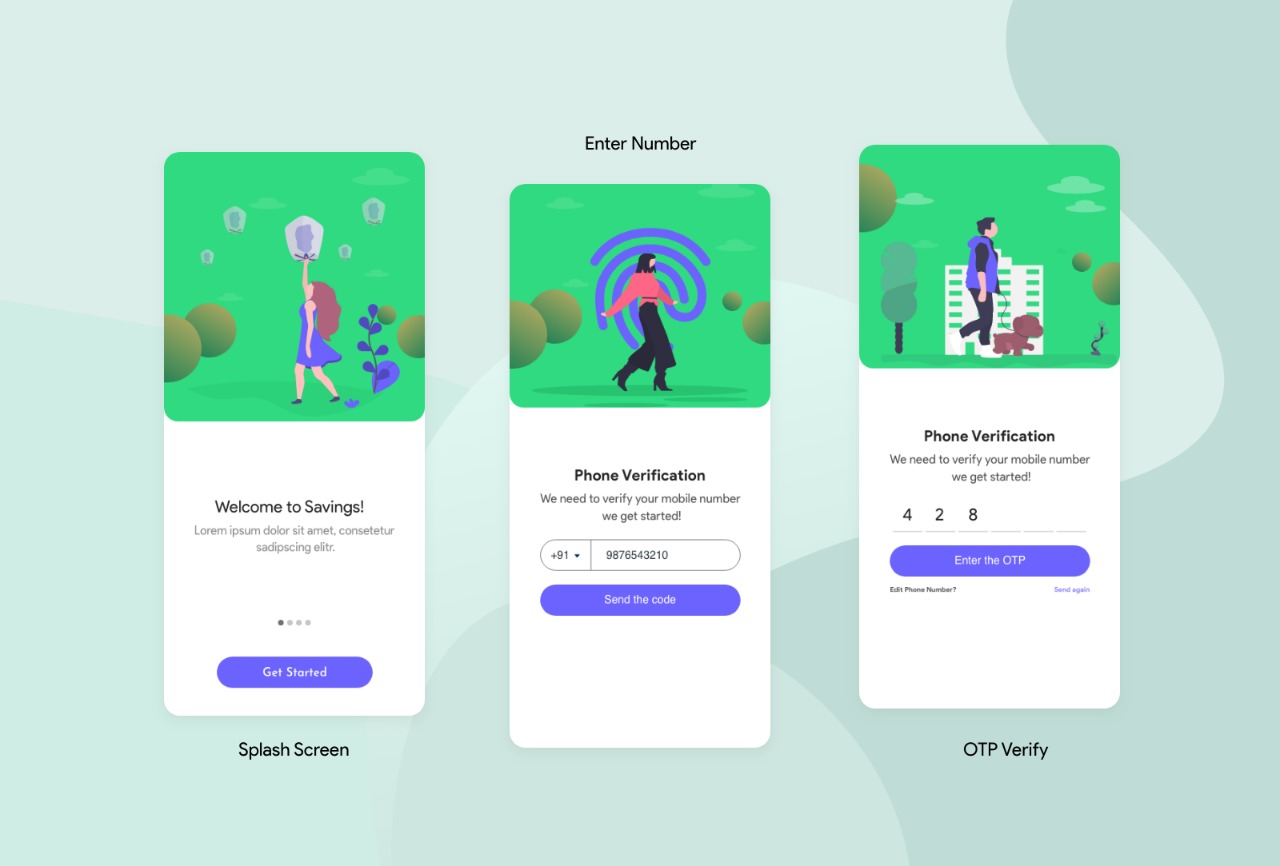 Welcome to Savings!
Lorem ipsum dolor sit amet, consetetur
sadipscing elitr.
Get Started
Splash Screen
Enter Number
Phone Verification
We need to verify your mobile number
we get started!
+91
9876543210
Send the code
Phone Verification
We need to verify your mobile number
we get started!
4 2 8
Enter the OTP
Edit Phone Number?
Send again
OTP Verify